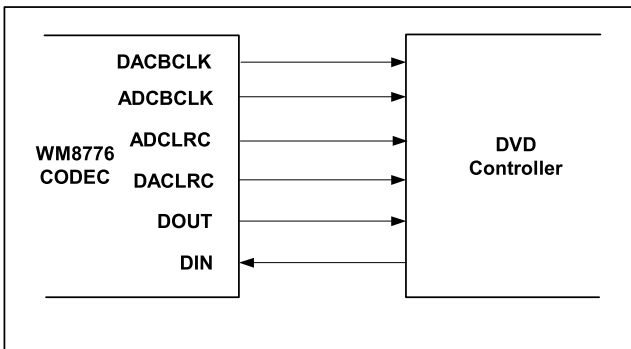 DACBCLK
ADCBCLK
ADCLRC
WM8776
CODEC
DACLRC
DOUT
DIN
DVD
Controller